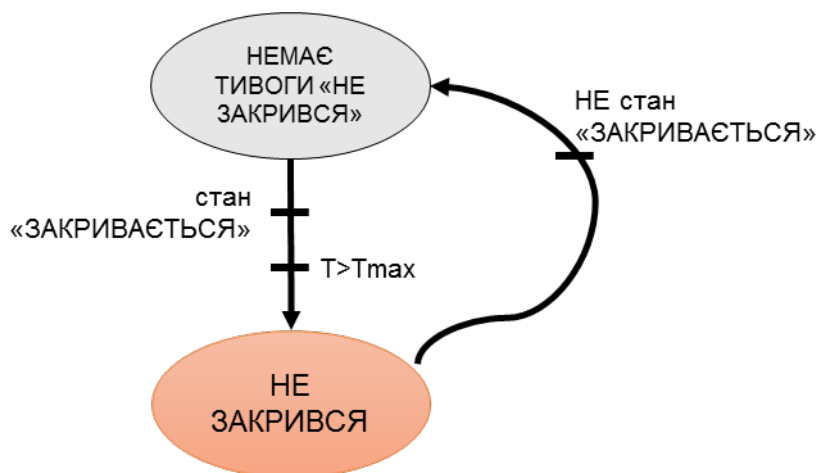 НЕМАЄ
ТИВОГИ «НЕ
ЗАКРИВСЯ»
НЕ стан
«ЗАКРИВАЄТЬСЯ»
стан
«ЗАКРИВАЄТЬСЯ»
T>Tmax
НЕ
ЗАКРИВСЯ